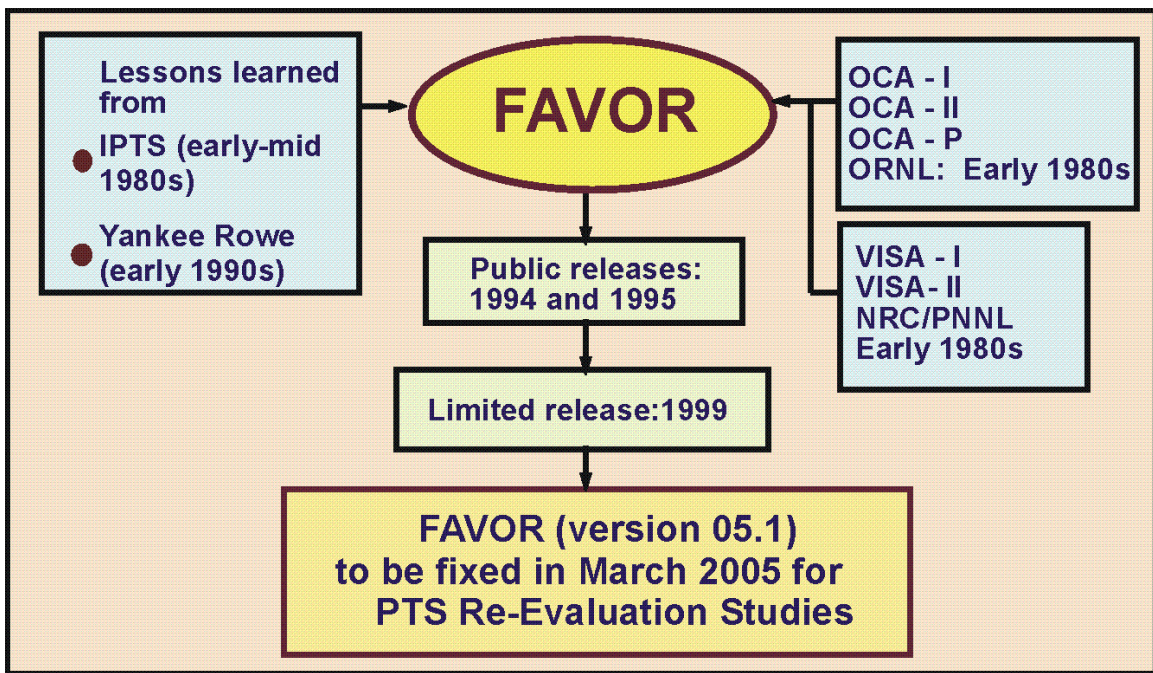 Lessons learned
from
IPTS (early-mid
1980s)
Yankee Rowe
(early 1990s)
FAVOR
OCA - I
OCA - II
OCA - P
ORNL: Early 1980s
VISA - I
VISA - II
NRC/PNNL
Early 1980s
Public releases:
1994 and 1995
Limited release:1999
FAVOR (version 05.1)
to be fixed in March 2005 for
PTS Re-Evaluation Studies